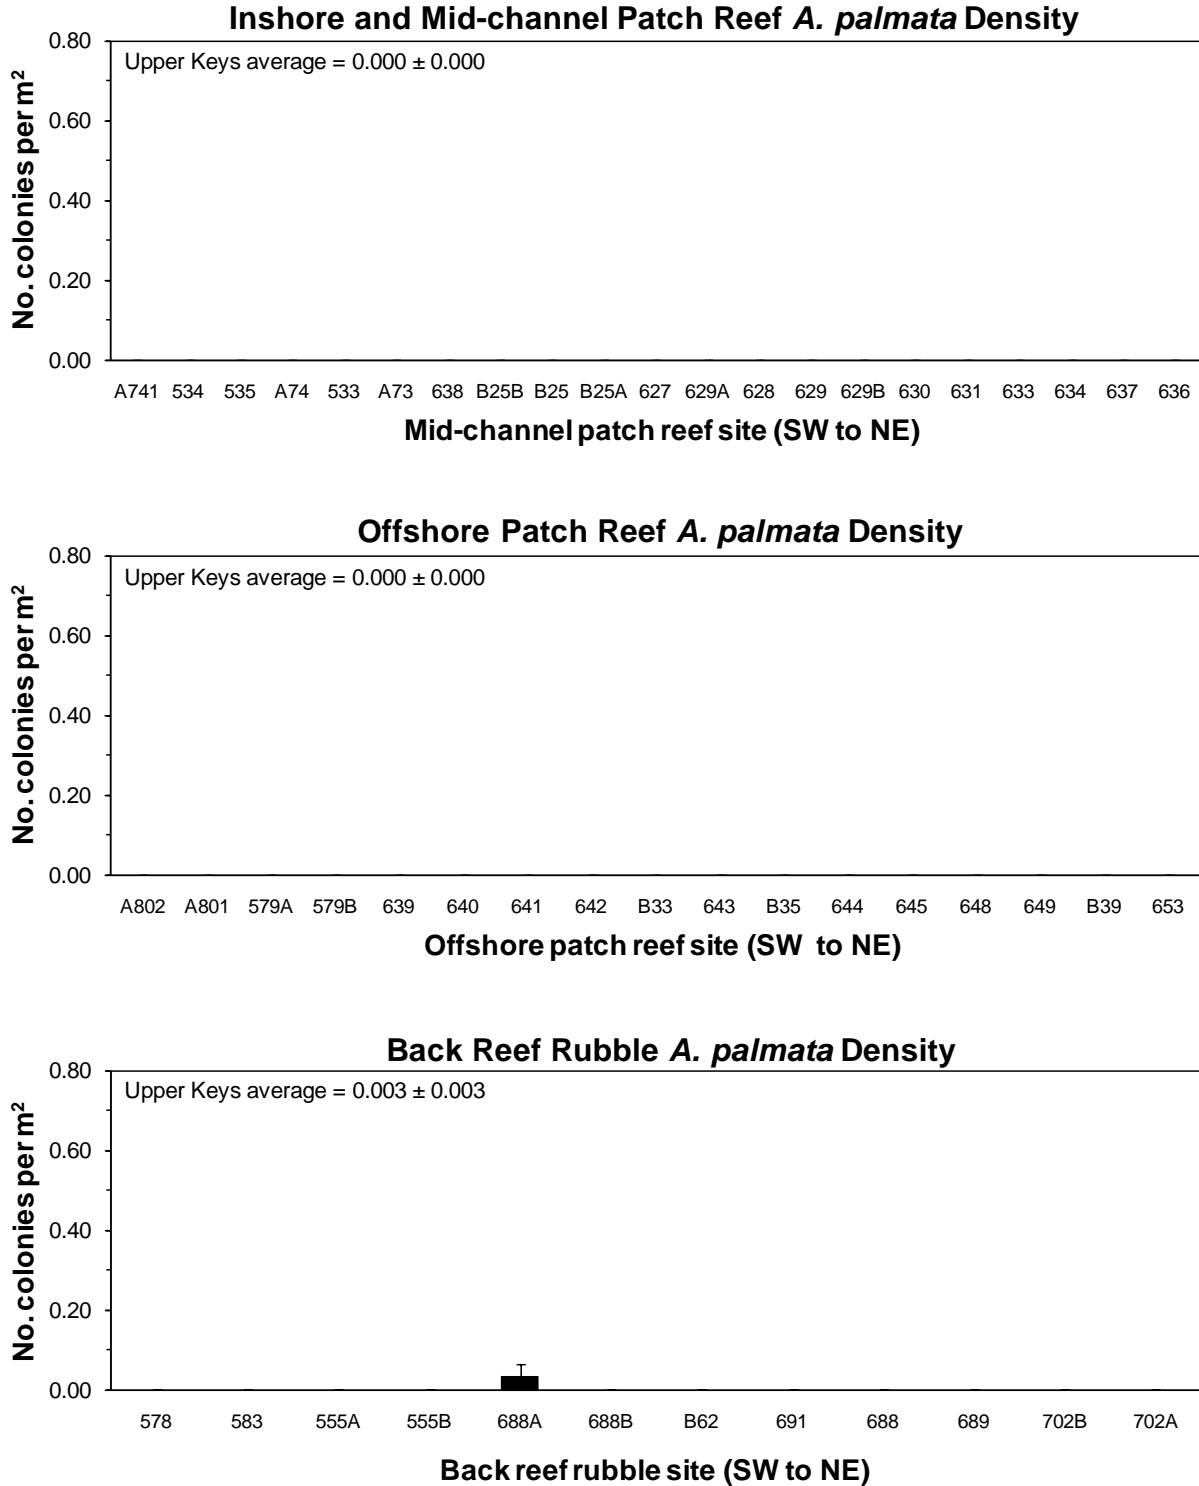 Inshore and Mid-channel Patch Reef A. palmata Density
Upper Keys average = 0.000 ± 0.000
No. colonies per m²
0.80
0.60
0.40
0.20
0.00
A741 534 535 A74 533 A73 638 B25B B25 B25A 627 629A 628 629 629B 630 631 633 634 637 636
Mid-channel patch reef site (SW to NE)
Offshore Patch Reef A. palmata Density
Upper Keys average = 0.000 ± 0.000
No. colonies per m²
0.80
0.60
0.40
0.20
0.00
A802 A801 579A 579B 639 640 641 642 B33 643 B35 644 645 648 649 B39 653
Offshore patch reef site (SW to NE)
Back Reef Rubble A. palmata Density
Upper Keys average = 0.003 ± 0.003
No. colonies per m²
0.80
0.60
0.40
0.20
0.00
578 583 555A 555B 688A 688B B62 691 688 689 702B 702A
Back reef rubble site (SW to NE)